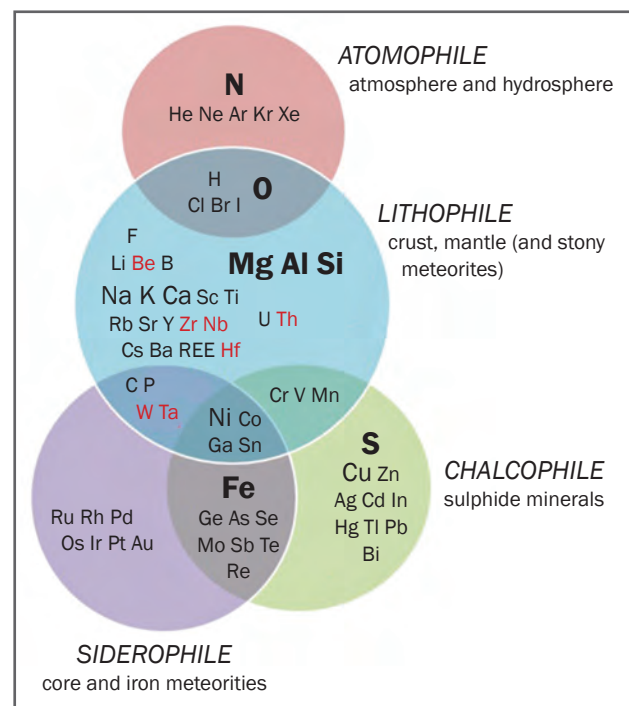 ATOMOPHILE
atmosphere and hydrosphere
N
He Ne Ar Kr Xe
H
O
Cl Br I
LITHOPHILE
crust, mantle (and stony
meteorites)
F
Li Be B
Mg Al Si
Na K Ca Sc Ti
Rb Sr Y Zr Nb
U Th
Cs Ba REE Hf
C P
W Ta
Cr V Mn
Ni Co
Ga Sn
S
Cu Zn
Ag Cd In
Hg Tl Pb
Bi
CHALCOPHILE
sulphide minerals
Fe
Ge As Se
Mo Sb Te
Re
Ru Rh Pd
Os Ir Pt Au
SIDEROPHILE
core and iron meteorities